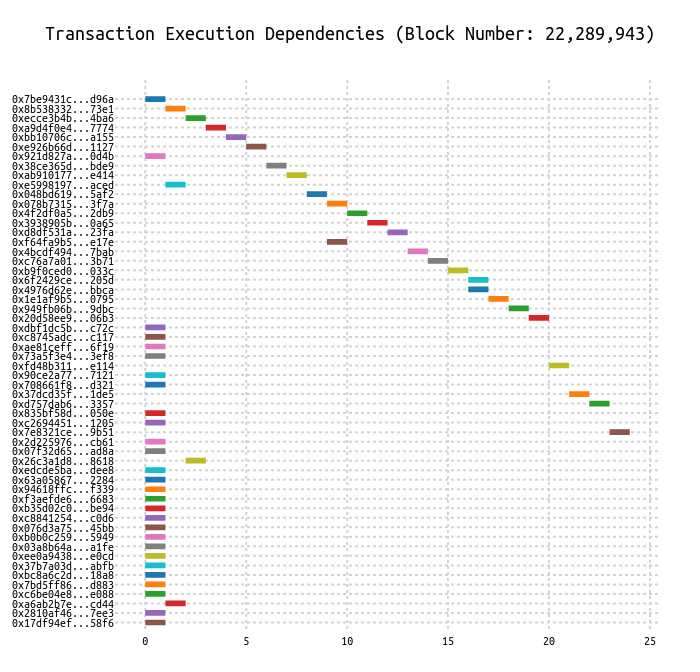 Transaction Execution Dependencies (Block Number: 22,289,943)
0x7be9431c...d96a
0x8b538332...73e1
0xecce3b4b...4ba6
0xa9d4f0e4...7774
0xbb10706c...a155
0xe926b66d...1127
0x921d827a...0d4b
0x38ce365d...bde9
0xab910177...e414
0xe5998197...aced
0x048bd619...5af2
0x078b7315...3f7a
0x4f2df0a5...2db9
0x3938905b...0a65
0xd8df531a...23fa
0xf64fa9b5...e17e
0x4bcdf494...7bab
0xc76a7a01...3b71
0xb9f0ced0...033c
0x6f2429ce...205d
0x4976d62e...bbca
0x1e1af9b5...0795
0x949fb06b...9dbc
0x20d58ee9...06b3
0xdbf1dc5b...c72c
0xc8745adc...c117
0xae81ceff...6f19
0x73a5f3e4...3ef8
0xfd48b311...e114
0x90ce2a77...7121
0x708661f8...d321
0x37dcd35f...1de5
0xd757dab6...3357
0x835bf58d...050e
0xc2694451...1205
0x7e8321ce...9b51
0x2d225976...cb61
0x07f32d65...ad8a
0x26c3a1d8...8618
0xedcde5ba...dee8
0x63a05867...2284
0x94618ffc...f339
0xf3aefde6...6683
0xb35d02c0...be94
0xc8841254...c0d6
0x076d3a75...45bb
0xb0b0c259...5949
0x03a8b64a...a1fe
0xee0a9438...e0cd
0x37b7a03d...abfb
0xbc8a6c2d...18a8
0x7bd5ff86...d883
0xc6be04e8...e088
0xa6ab2b7e...cd44
0x2810af46...7ee3
0x17df94ef...58f6
0 5 10 15 20 25